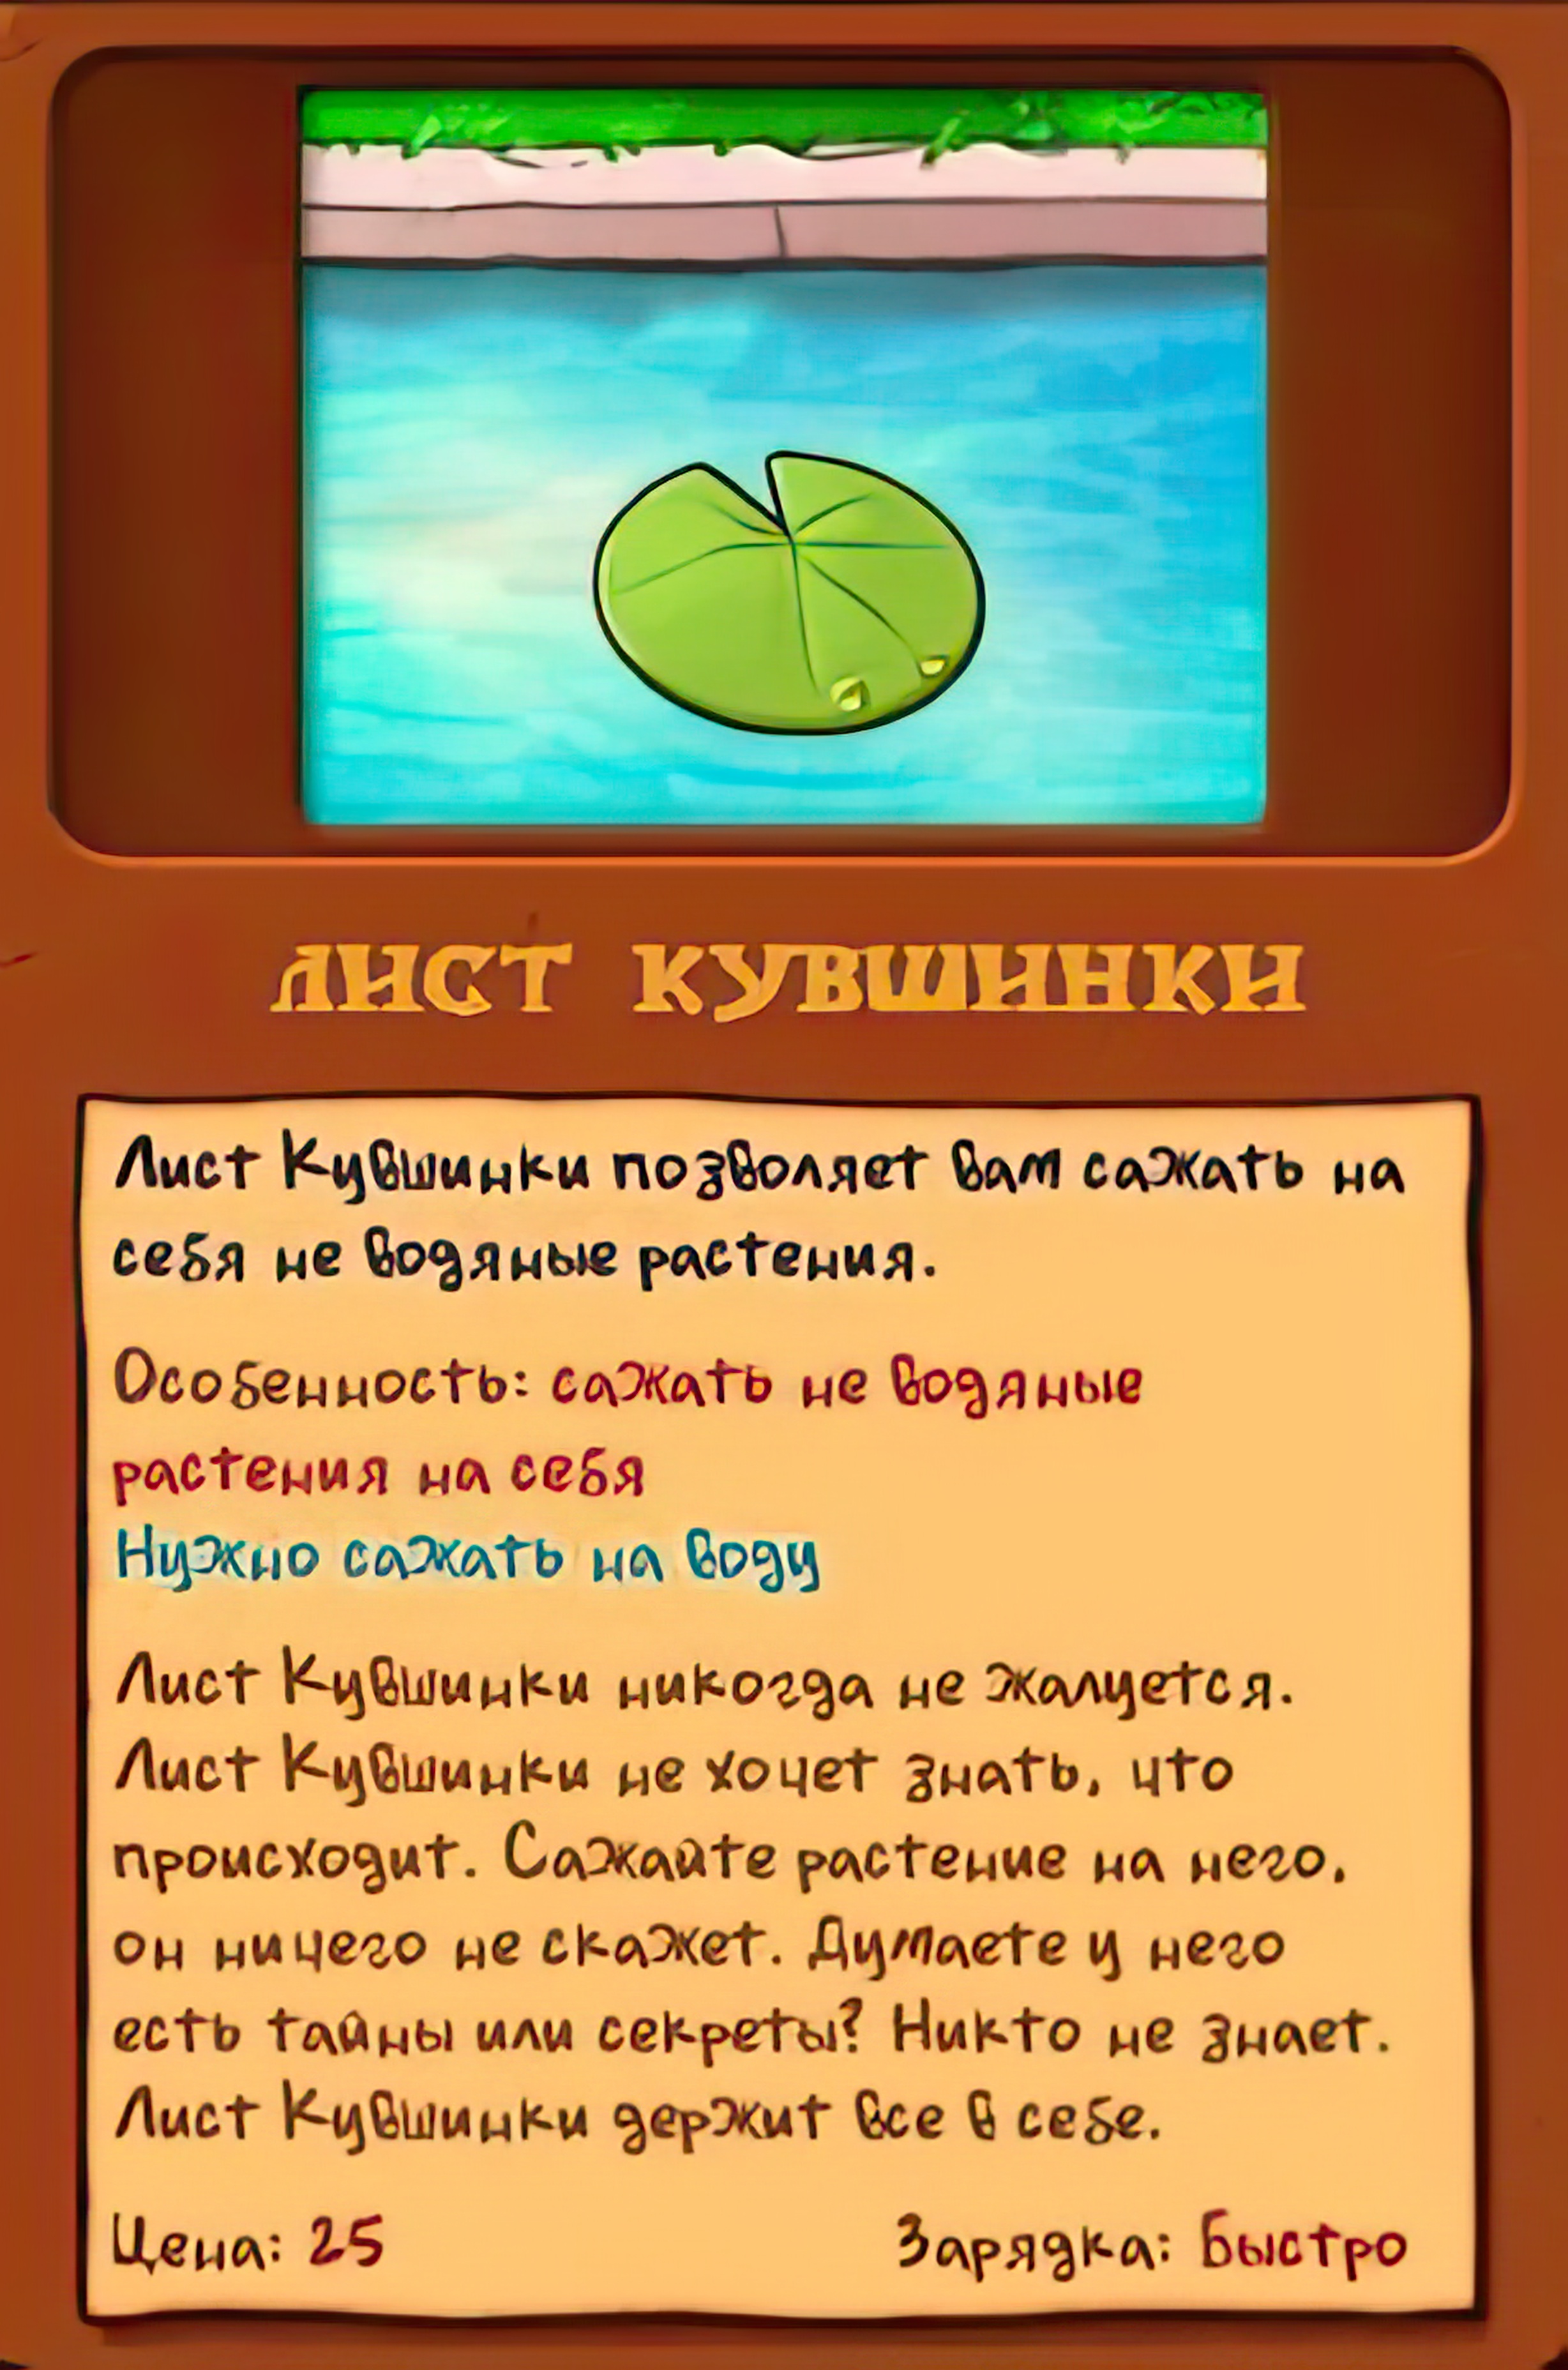 ЛИСТ КУВШИНКИ
Лист Кувшинки позволяет вам сажать на
себя не водяные растения.
Особенность: сажать не водяные
растения на себя
Нужно сажать на воду
Лист Кувшинки никогда не жалуется.
Лист Кувшинки не хочет знать, что
происходит. Сажайте растение на него,
он ничего не скажет. Думаете у него
есть тайны или секреты? Никто не знает.
Лист Кувшинки держит все в себе.
Цена: 25 Зарядка: Быстро